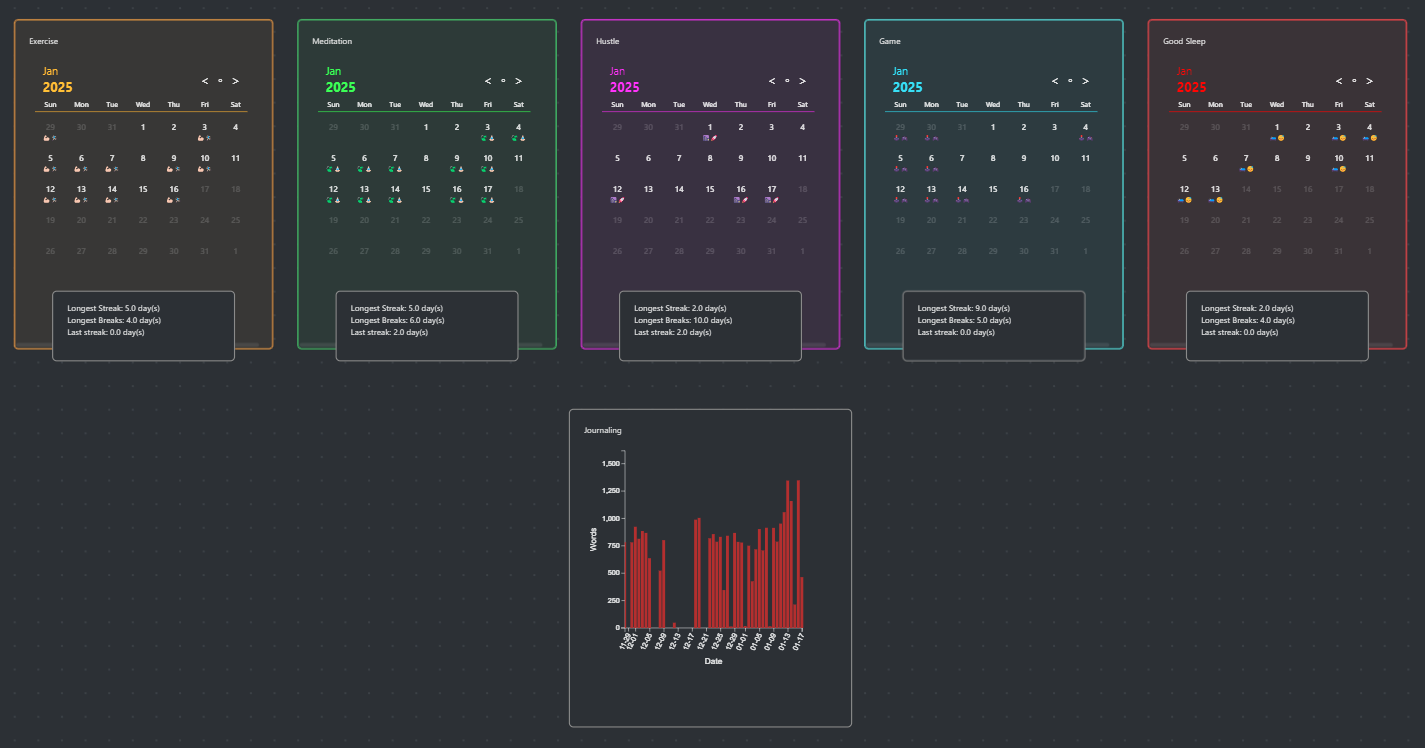 Exercise
Jan
2025
< ° >
Sun Mon Tue Wed Thu Fri Sat
29 30 31 1 2 3 4
5 6 7 8 9 10 11
12 13 14 15 16 17 18
19 20 21 22 23 24 25
26 27 28 29 30 31 1
Longest Streak: 5.0 day(s)
Longest Breaks: 4.0 day(s)
Last streak: 0.0 day(s)
Meditation
Jan
2025
< ° >
Sun Mon Tue Wed Thu Fri Sat
29 30 31 1 2 3 4
5 6 7 8 9 10 11
12 13 14 15 16 17 18
19 20 21 22 23 24 25
26 27 28 29 30 31 1
Longest Streak: 5.0 day(s)
Longest Breaks: 6.0 day(s)
Last streak: 2.0 day(s)
Hustle
Jan
2025
< ° >
Sun Mon Tue Wed Thu Fri Sat
29 30 31 1 2 3 4
5 6 7 8 9 10 11
12 13 14 15 16 17 18
19 20 21 22 23 24 25
26 27 28 29 30 31 1
Longest Streak: 2.0 day(s)
Longest Breaks: 10.0 day(s)
Last streak: 2.0 day(s)
Game
Jan
2025
< ° >
Sun Mon Tue Wed Thu Fri Sat
29 30 31 1 2 3 4
5 6 7 8 9 10 11
12 13 14 15 16 17 18
19 20 21 22 23 24 25
26 27 28 29 30 31 1
Longest Streak: 9.0 day(s)
Longest Breaks: 5.0 day(s)
Last streak: 0.0 day(s)
Good Sleep
Jan
2025
< ° >
Sun Mon Tue Wed Thu Fri Sat
29 30 31 1 2 3 4
5 6 7 8 9 10 11
12 13 14 15 16 17 18
19 20 21 22 23 24 25
26 27 28 29 30 31 1
Longest Streak: 2.0 day(s)
Longest Breaks: 4.0 day(s)
Last streak: 0.0 day(s)
Journaling
1,500
1,250
1,000
750
500
250
0
Words
11-29 12-01 12-05 12-09 12-13 12-17 12-21 12-25 12-29 01-01 01-05 01-09 01-13 01-17
Date